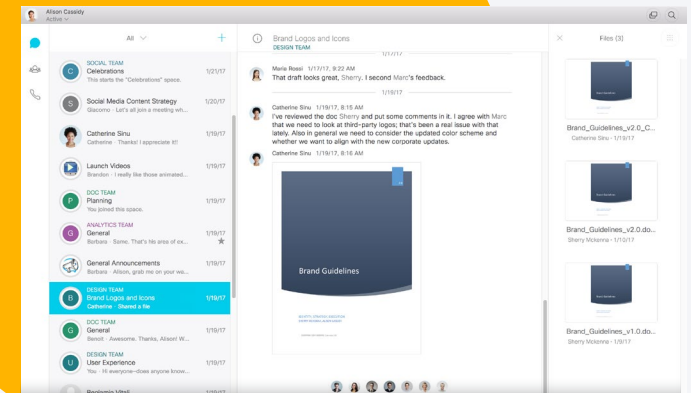 Alison Cassidy
Active
All
+
SOCIAL TEAM
Celebrations 1/21/17
This starts the "Celebrations" space.
Social Media Content Strategy 1/20/17
Giacomo · Let's all join a meeting whi...
Catherine Sinu 1/19/17
Catherine · Thanks! I appreciate it!!
Launch Videos 1/19/17
Brandon · I really like those animated...
DOC TEAM
Planning 1/19/17
You joined this space.
ANALYTICS TEAM
General 1/19/17
Barbara · Same. That's the area of ex...
General Announcements 1/19/17
Barbara · Alison, grab me on your wa...
DESIGN TEAM
Brand Logos and Icons 1/19/17
Catherine · Shared a file
DOC TEAM
General 1/19/17
Benoit · Awesome. Thanks, Alison! W...
DESIGN TEAM
User Experience 1/19/17
You · Hi everyone–does anyone know...
Benjamin Vitali 1/19/17
Brand Logos and Icons
DESIGN TEAM
1/17/17
Maria Rossi 1/17/17, 9:22 AM
That draft looks great, Sherry. I second Marc's feedback.
1/19/17
Catherine Sinu 1/19/17, 8:15 AM
I've reviewed the doc Sherry and put some comments in it. I agree with Marc
that we need to look at third-party logos; that's been a real issue with that
lately. Also in general we need to consider the updated color scheme and
whether we want to align with the new corporate updates.
Catherine Sinu 1/19/17, 9:16 AM
Brand Guidelines
Files (3)
Brand_Guidelines_v2.0_C...
Catherine Sinu - 1/19/17
Brand_Guidelines_v2.0.do...
Sherry Mckenna - 1/10/17
Brand_Guidelines_v1.0.do...
Sherry Mckenna - 1/9/17